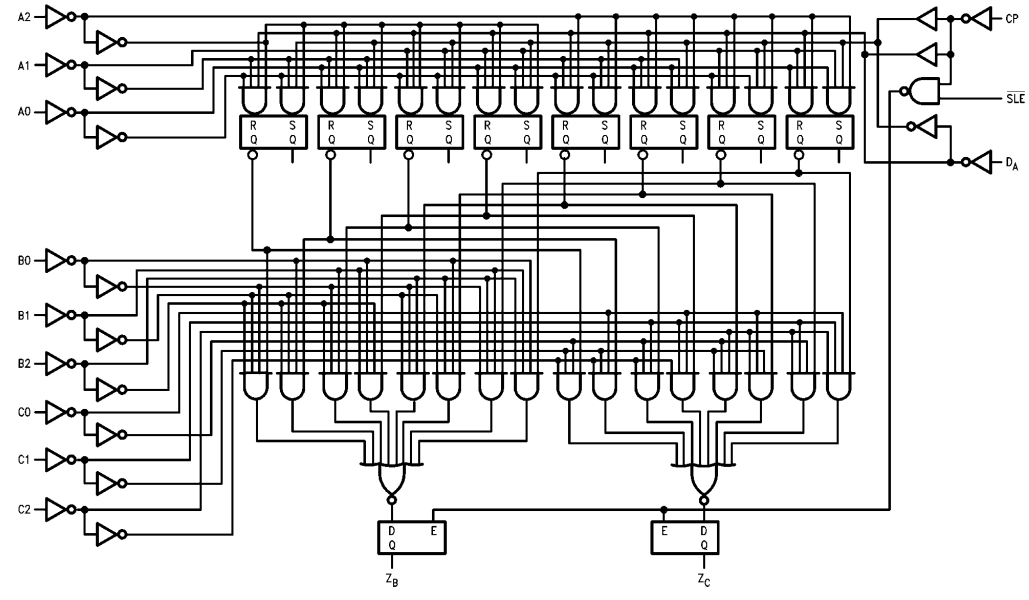 A2
CP
A1
SLE
A0
R S R S R S R S R S R S R S R S
Q Q Q Q Q Q Q Q Q Q Q Q Q Q Q Q
DA
B0
B1
B2
C0
C1
C2
D E E D
Q Q
ZB ZC